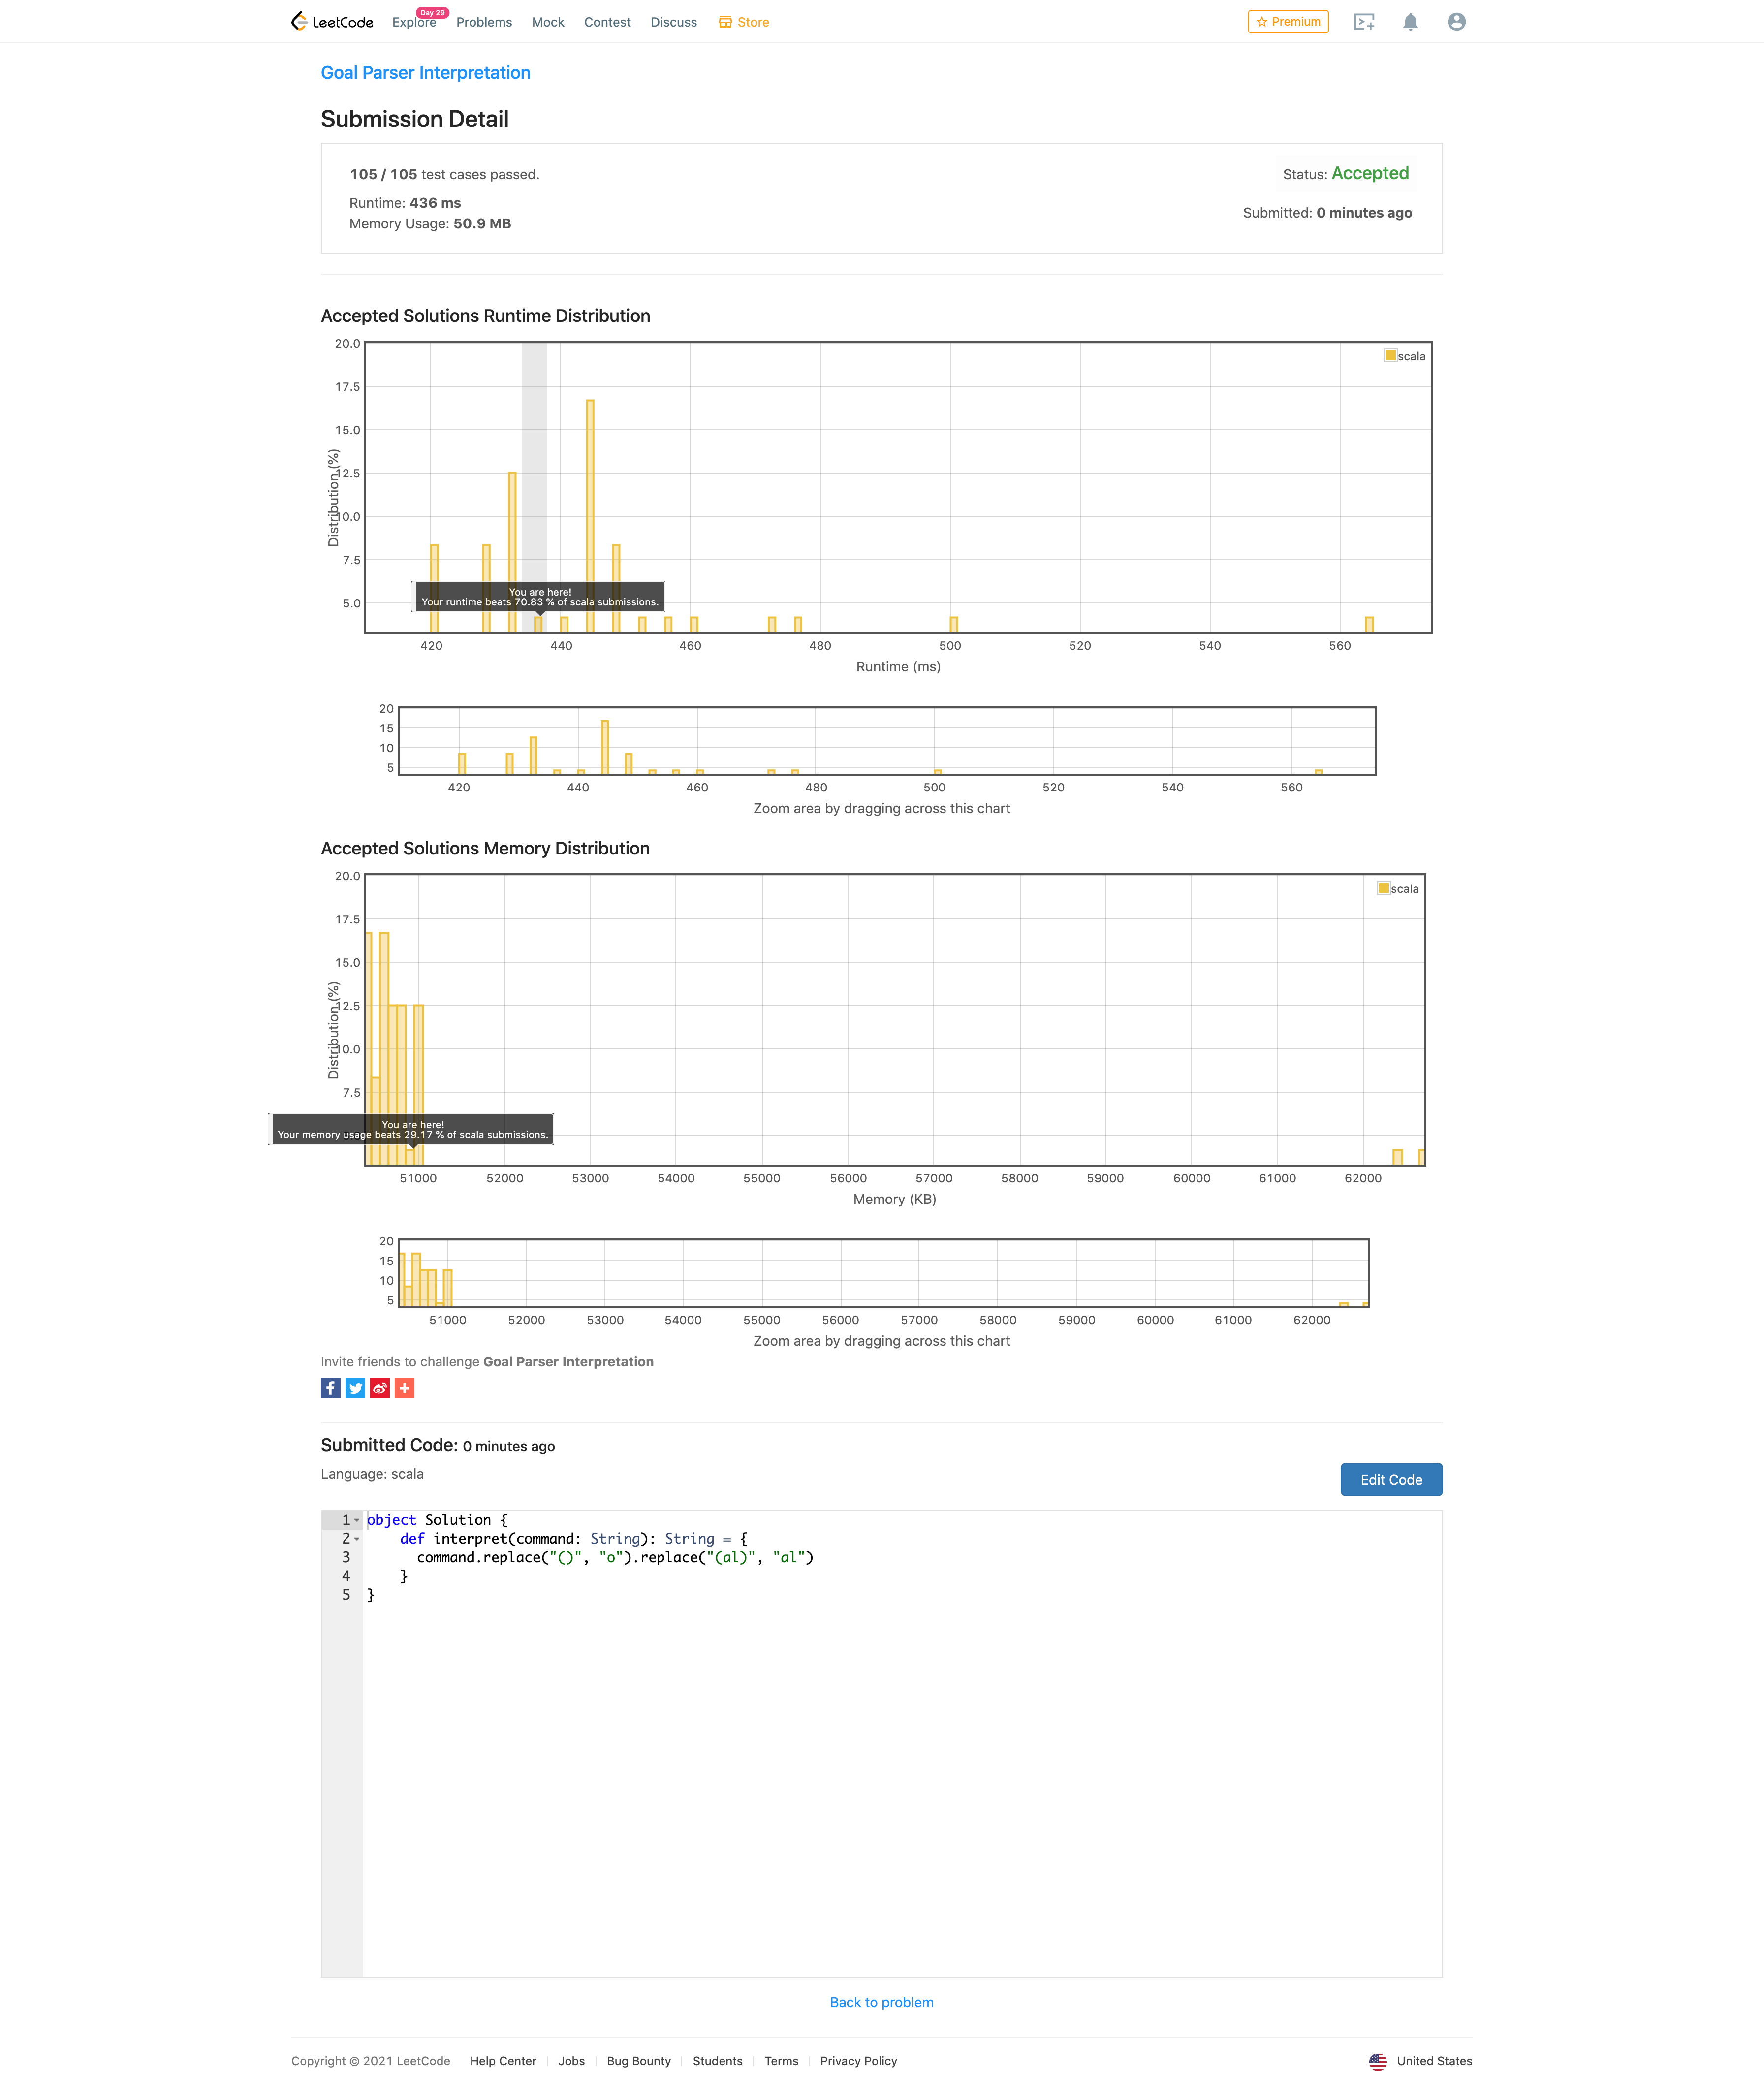 LeetCode Explore Day 29 Problems Mock Contest Discuss Store Premium
Goal Parser Interpretation
Submission Detail
105 / 105 test cases passed. Status: Accepted
Runtime: 436 ms
Memory Usage: 50.9 MB Submitted: 0 minutes ago
Accepted Solutions Runtime Distribution
20.0
17.5
15.0
12.5
10.0
7.5
5.0
Distribution (%)
scala
You are here!
Your runtime beats 70.83 % of scala submissions.
420 440 460 480 500 520 540 560
Runtime (ms)
20
15
10
5
420 440 460 480 500 520 540 560
Zoom area by dragging across this chart
Accepted Solutions Memory Distribution
20.0
17.5
15.0
12.5
10.0
7.5
Distribution (%)
scala
You are here!
Your memory usage beats 29.17 % of scala submissions.
51000 52000 53000 54000 55000 56000 57000 58000 59000 60000 61000 62000
Memory (KB)
20
15
10
5
51000 52000 53000 54000 55000 56000 57000 58000 59000 60000 61000 62000
Zoom area by dragging across this chart
Invite friends to challenge Goal Parser Interpretation
Submitted Code: 0 minutes ago
Language: scala
Edit Code
1 object Solution {
2 def interpret(command: String): String = {
3 command.replace("()", "o").replace("(al)", "al")
4 }
5 }
Back to problem
Copyright © 2021 LeetCode Help Center Jobs Bug Bounty Students Terms Privacy Policy United States